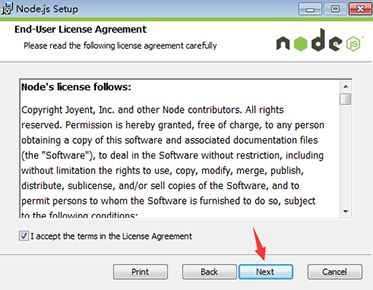 Node.js Setup
End-User License Agreement
Please read the following license agreement carefully
node
JS
Node's license follows:
Copyright Joyent, Inc. and other Node contributors. All rights
reserved. Permission is hereby granted, free of charge, to any person
obtaining a copy of this software and associated documentation files
(the "Software"), to deal in the Software without restriction, including
without limitation the rights to use, copy, modify, merge, publish,
distribute, sublicense, and/or sell copies of the Software, and to
permit persons to whom the Software is furnished to do so, subject
to the following conditions:
I accept the terms in the License Agreement
Print Back Next Cancel